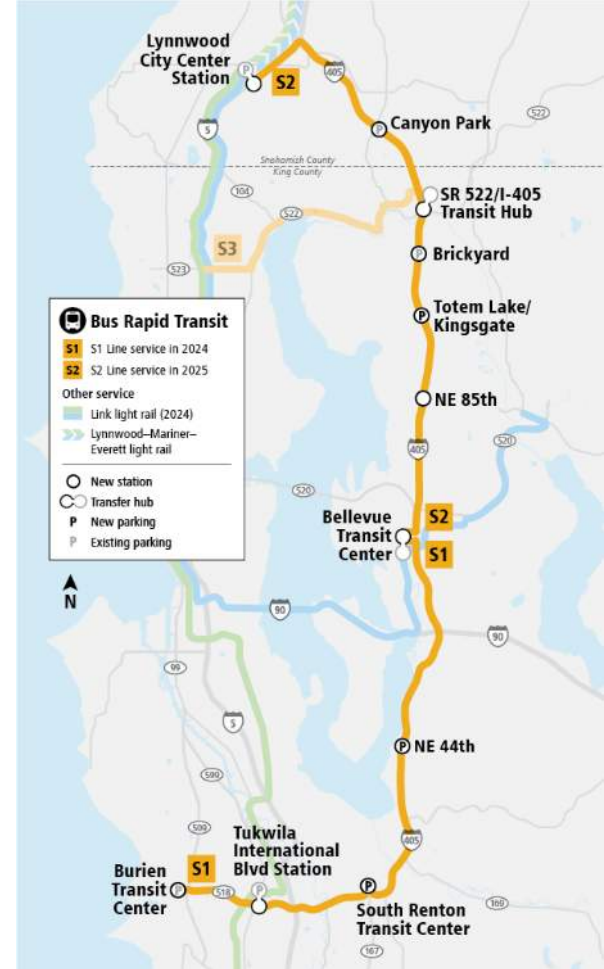 Lynnwood
City Center
Station
P
S2
405
5
P
Canyon Park
522
Snohomish County
King County
104
SR 522/I-405
Transit Hub
522
S3
523
P
Brickyard
Bus Rapid Transit
S1 S1 Line service in 2024
S2 S2 Line service in 2025
Other service
Link light rail (2024)
Lynnwood–Mariner–
Everett light rail
New station
Transfer hub
P New parking
P Existing parking
P
Totem Lake/
Kingsgate
NE 85th
405
520
520
Bellevue
Transit
Center
S2
S1
N
90
90
99
5
P
NE 44th
599
509
405
Tukwila
International
Blvd Station
S1
Burien
Transit
Center
P
518
P
P
South Renton
Transit Center
169
167